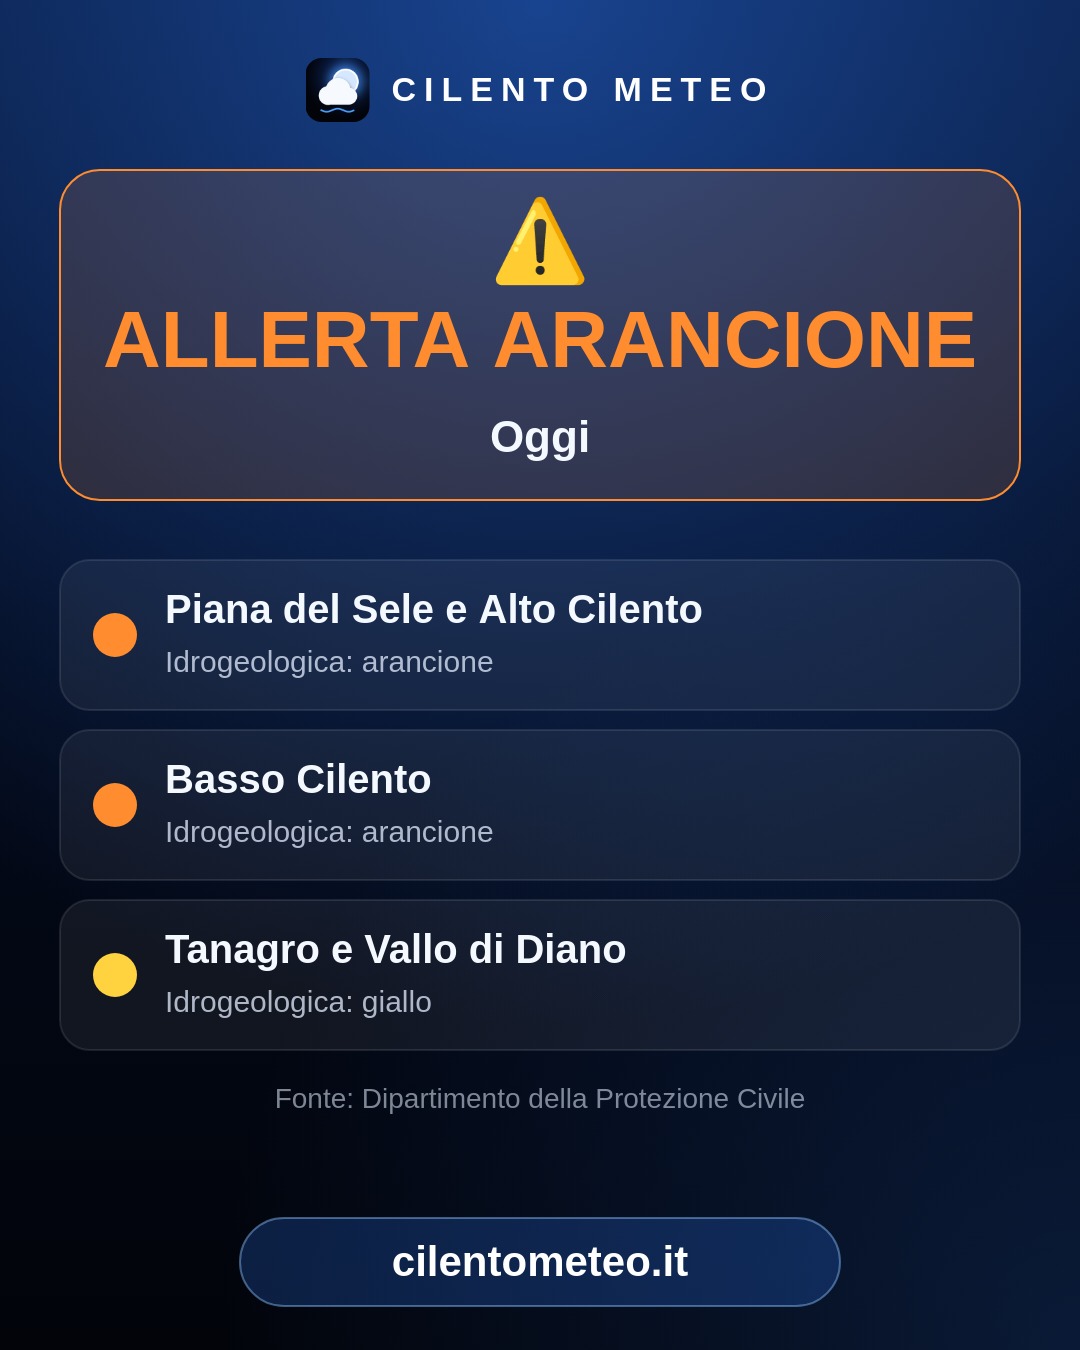 CILENTO METEO
ALLERTA ARANCIONE
Oggi
Piana del Sele e Alto Cilento
Idrogeologica: arancione
Basso Cilento
Idrogeologica: arancione
Tanagro e Vallo di Diano
Idrogeologica: giallo
Fonte: Dipartimento della Protezione Civile
cilentometeo.it